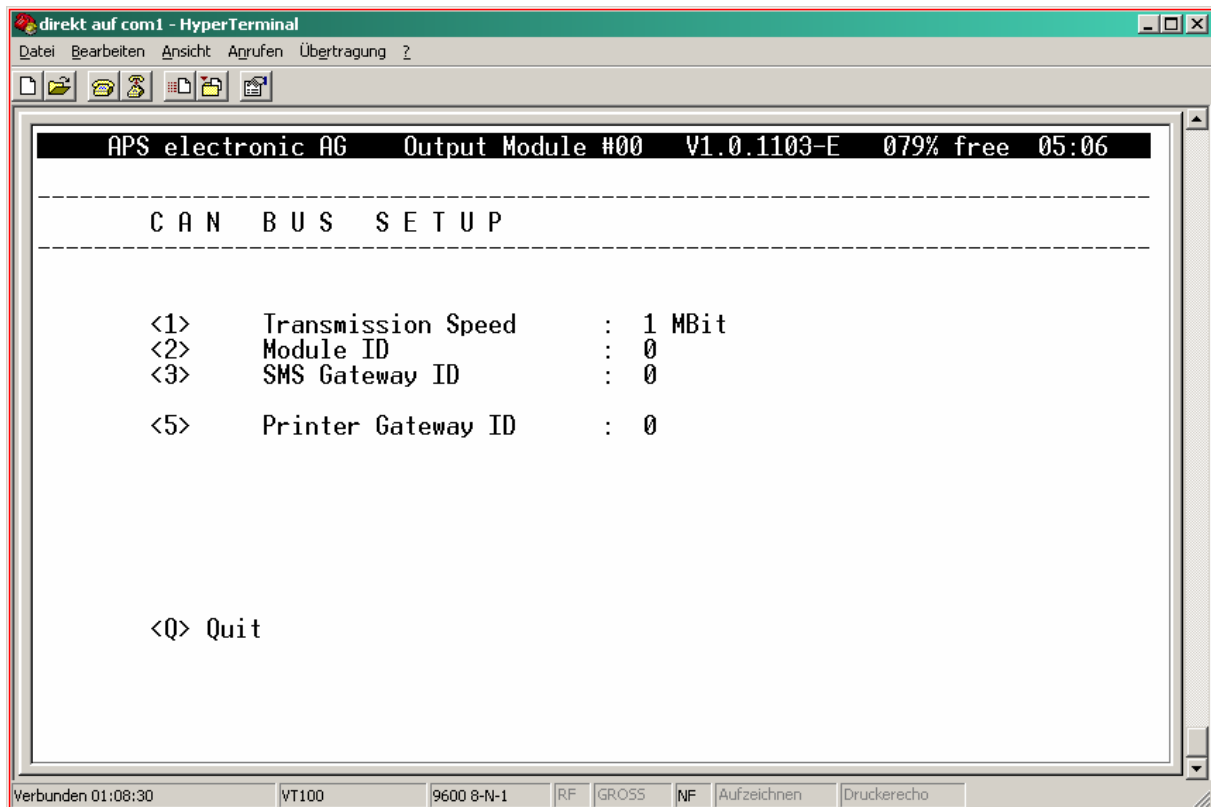 direkt auf com1 - HyperTerminal
Datei Bearbeiten Ansicht Anrufen Übertragung ?
APS electronic AG Output Module #00 V1.0.1103-E 079% free 05:06
C A N B U S S E T U P
<1> Transmission Speed : 1 MBit
<2> Module ID : 0
<3> SMS Gateway ID : 0
<5> Printer Gateway ID : 0
<Q> Quit
Verbunden 01:08:30 VT100 9600 8-N-1 RF GROSS NF Aufzeichnen Druckerecho